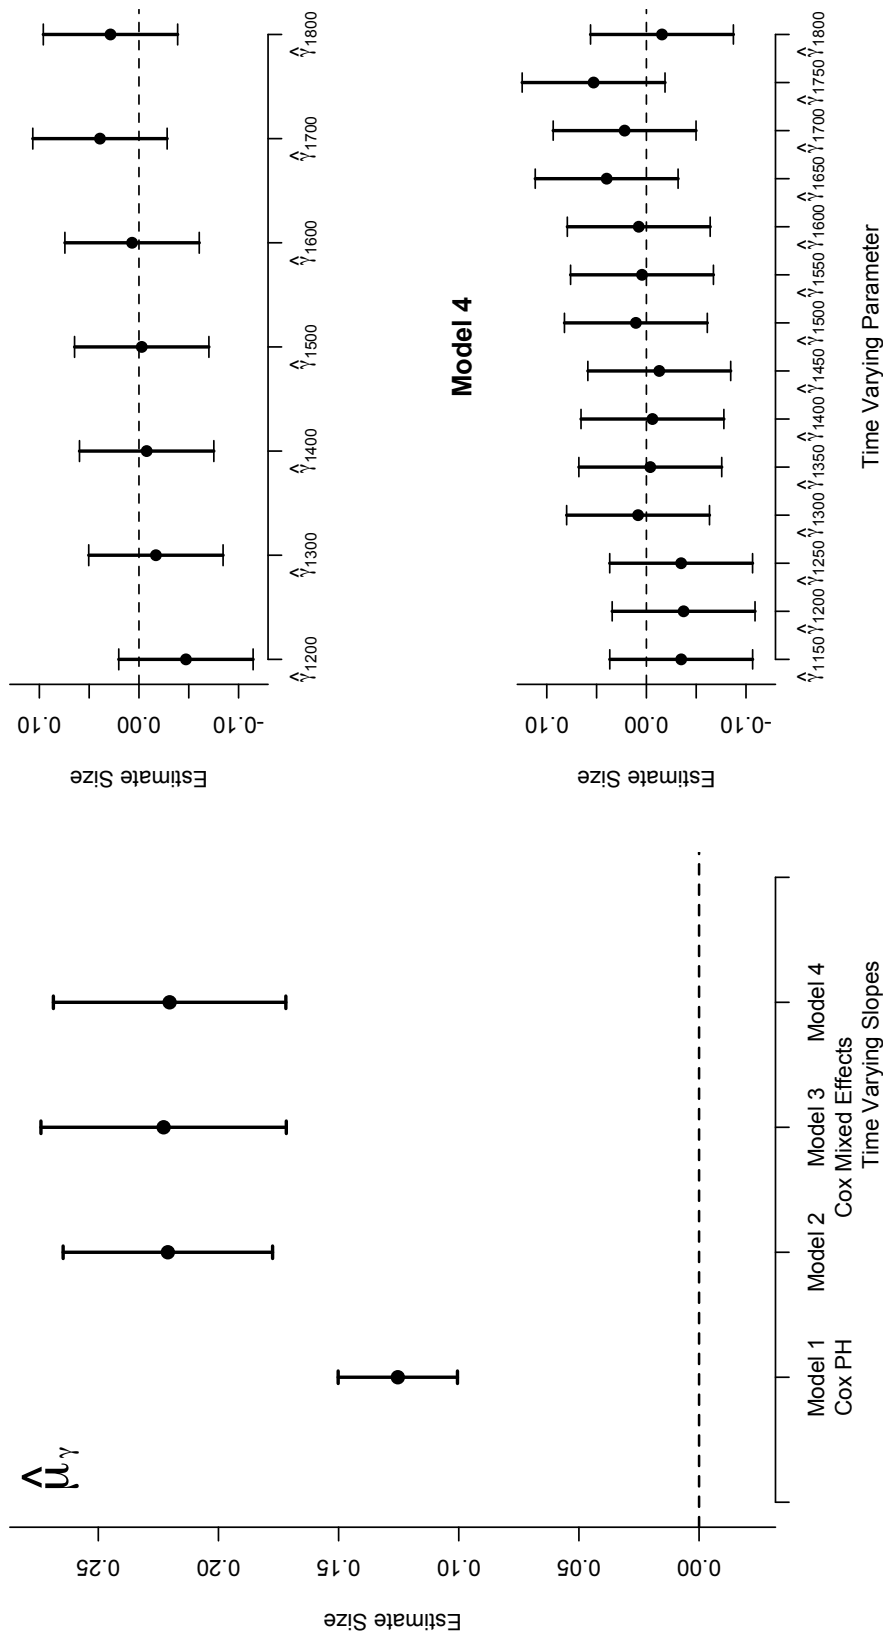 μ̂γ
Estimate Size
0.00 0.05 0.10 0.15 0.20 0.25
Model 1 Model 2 Model 3 Model 4
Cox PH Cox Mixed Effects
Time Varying Slopes
Estimate Size
-0.10 0.00 0.10
γ̂1200 γ̂1300 γ̂1400 γ̂1500 γ̂1600 γ̂1700 γ̂1800
Model 4
Estimate Size
-0.10 0.00 0.10
γ̂1150 γ̂1200 γ̂1250 γ̂1300 γ̂1350 γ̂1400 γ̂1450 γ̂1500 γ̂1550 γ̂1600 γ̂1650 γ̂1700 γ̂1750 γ̂1800
Time Varying Parameter